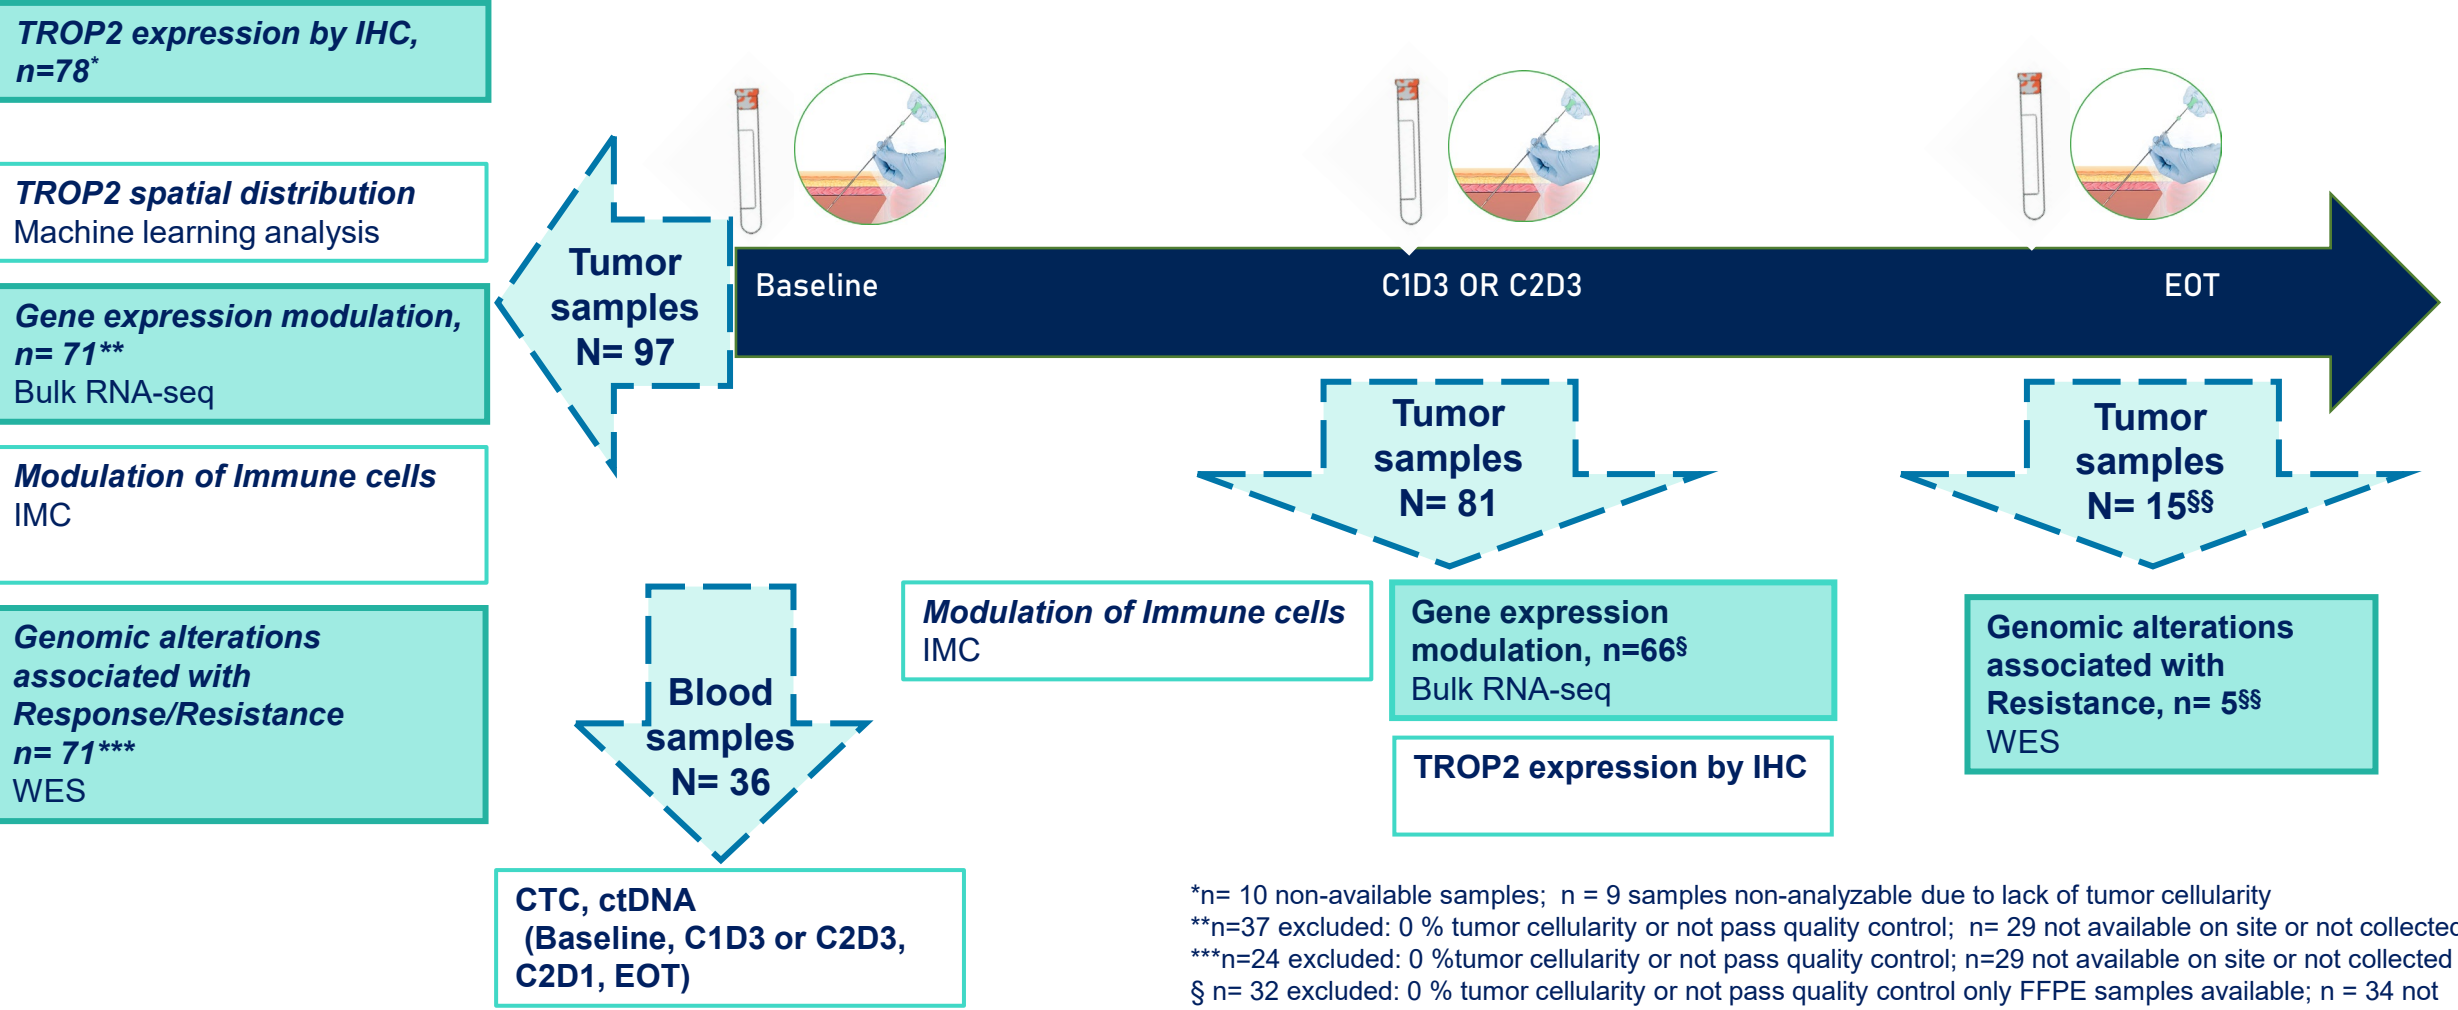 TROP2 expression by IHC,
n=78*
TROP2 spatial distribution
Machine learning analysis
Gene expression modulation,
n= 71**
Bulk RNA-seq
Modulation of Immune cells
IMC
Genomic alterations
associated with
Response/Resistance
n= 71***
WES
Tumor
samples
N= 97
Baseline
C1D3 OR C2D3
EOT
Blood
samples
N= 36
CTC, ctDNA
(Baseline, C1D3 or C2D3,
C2D1, EOT)
Tumor
samples
N= 81
Modulation of Immune cells
IMC
Gene expression
modulation, n=66§
Bulk RNA-seq
TROP2 expression by IHC
Tumor
samples
N= 15§§
Genomic alterations
associated with
Resistance, n= 5§§
WES
*n= 10 non-available samples;  n = 9 samples non-analyzable due to lack of tumor cellularity
**n=37 excluded: 0 % tumor cellularity or not pass quality control;  n= 29 not available on site or not collected
***n=24 excluded: 0 %tumor cellularity or not pass quality control; n=29 not available on site or not collected
§ n= 32 excluded: 0 % tumor cellularity or not pass quality control only FFPE samples available; n = 34 not